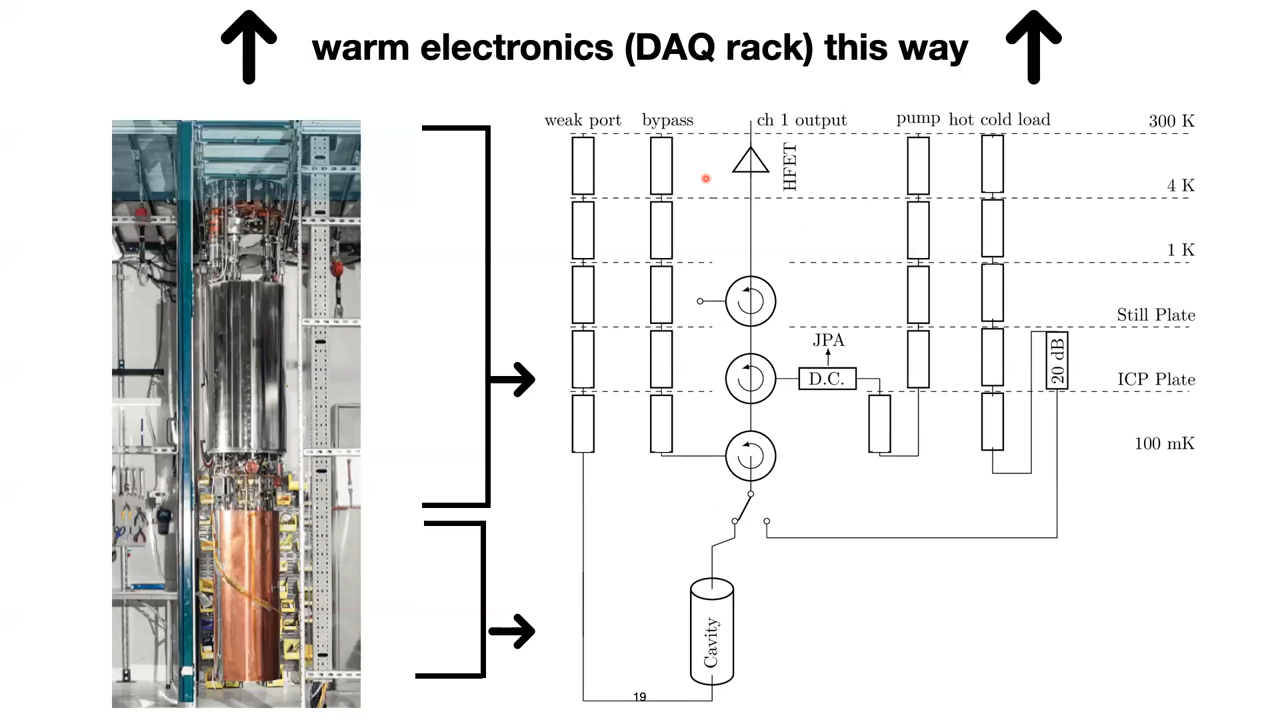 warm electronics (DAQ rack) this way
weak port bypass ch 1 output pump hot cold load 300 K
HFET
4 K
1 K
Still Plate
JPA
20 dB
D.C.
ICP Plate
100 mK
Cavity
19